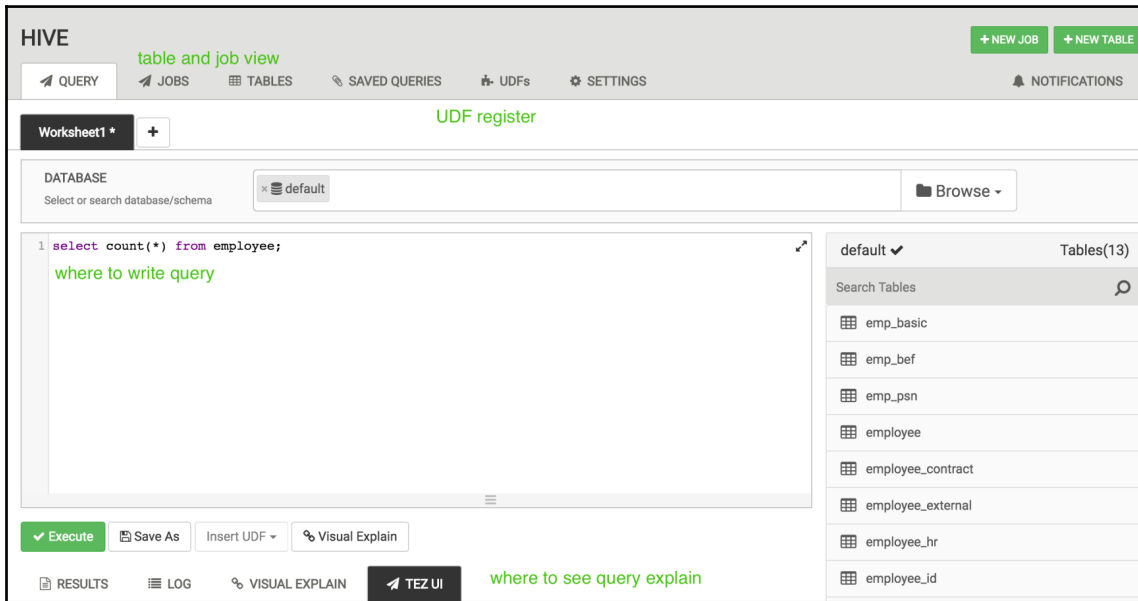 HIVE
+ NEW JOB + NEW TABLE
table and job view
QUERY JOBS TABLES SAVED QUERIES UDFs SETTINGS NOTIFICATIONS
UDF register
Worksheet1 * +
DATABASE
Select or search database/schema
× default
Browse
1 select count(*) from employee;
where to write query
default Tables(13)
Search Tables
emp_basic
emp_bef
emp_psn
employee
employee_contract
employee_external
employee_hr
employee_id
Execute Save As Insert UDF Visual Explain
RESULTS LOG VISUAL EXPLAIN TEZ UI
where to see query explain